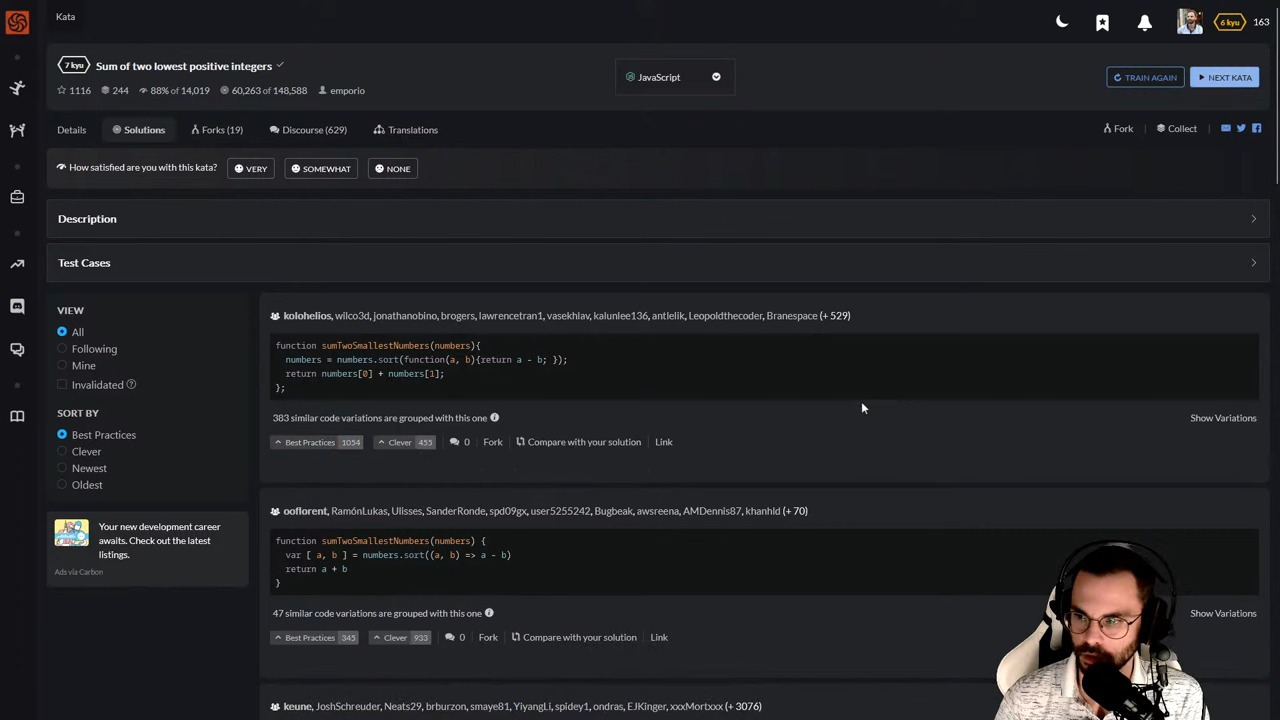 Kata
6 kyu 163
7 kyu Sum of two lowest positive integers
1116 244 88% of 14,019 60,263 of 148,588 emporio
JavaScript
TRAIN AGAIN NEXT KATA
Details Solutions Forks (19) Discourse (629) Translations
Fork Collect
How satisfied are you with this kata? VERY SOMEWHAT NONE
Description
Test Cases
VIEW
All
Following
Mine
Invalidated
SORT BY
Best Practices
Clever
Newest
Oldest
Your new development career
awaits. Check out the latest
listings.
Ads via Carbon
kolohelios, wilco3d, jonathanobino, brogers, lawrencetran1, vasekhlav, kalunlee136, antlelik, Leopoldthecoder, Branespace (+ 529)
function sumTwoSmallestNumbers(numbers){
numbers = numbers.sort(function(a, b){return a - b; });
return numbers[0] + numbers[1];
};
383 similar code variations are grouped with this one
Show Variations
Best Practices 1054 Clever 455 0 Fork Compare with your solution Link
ooflorent, RamónLukas, Ulisses, SanderRonde, spd09gx, user5255242, Bugbeak, awsreena, AMDennis87, khanhld (+ 70)
function sumTwoSmallestNumbers(numbers) {
var [ a, b ] = numbers.sort((a, b) => a - b)
return a + b
}
47 similar code variations are grouped with this one
Show Variations
Best Practices 345 Clever 933 0 Fork Compare with your solution Link
keune, JoshSchreuder, Neats29, brburzon, smaye81, YiyangLi, spidey1, ondras, EJKinger, xxxMortxxx (+ 3076)